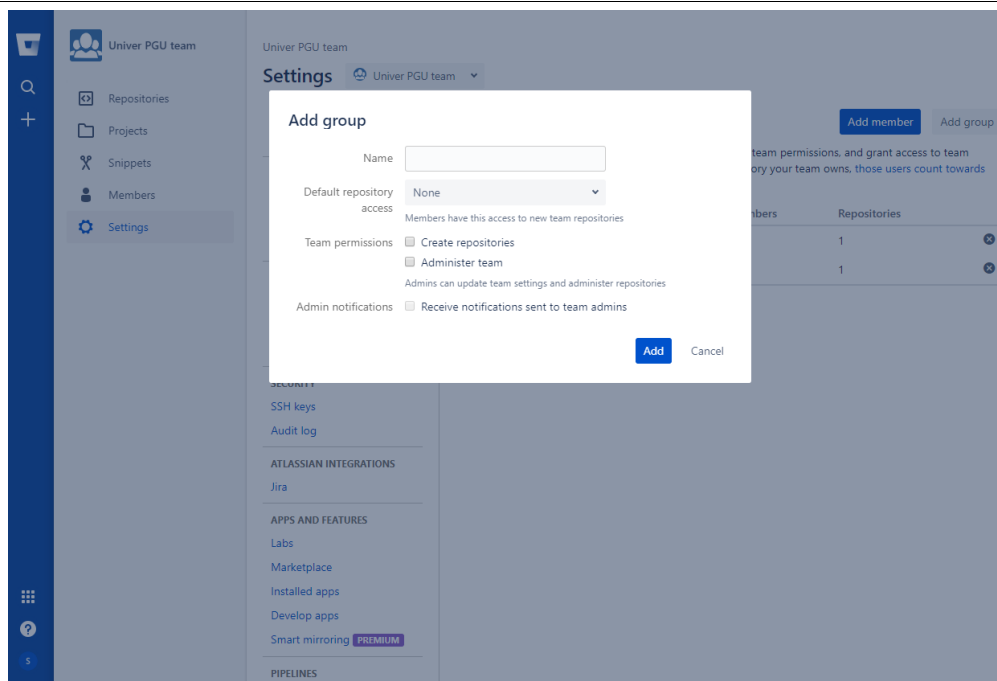 Univer PGU team
Repositories
Projects
Snippets
Members
Settings
Univer PGU team
Settings
Univer PGU team
Add member
Add group
team permissions, and grant access to team
ory your team owns, those users count towards
bers
Repositories
1
1
Add group
Name
Default repository
access
None
Members have this access to new team repositories
Team permissions
Create repositories
Administer team
Admins can update team settings and administer repositories
Admin notifications
Receive notifications sent to team admins
Add
Cancel
SECURITY
SSH keys
Audit log
ATLASSIAN INTEGRATIONS
Jira
APPS AND FEATURES
Labs
Marketplace
Installed apps
Develop apps
Smart mirroring PREMIUM
PIPELINES
S